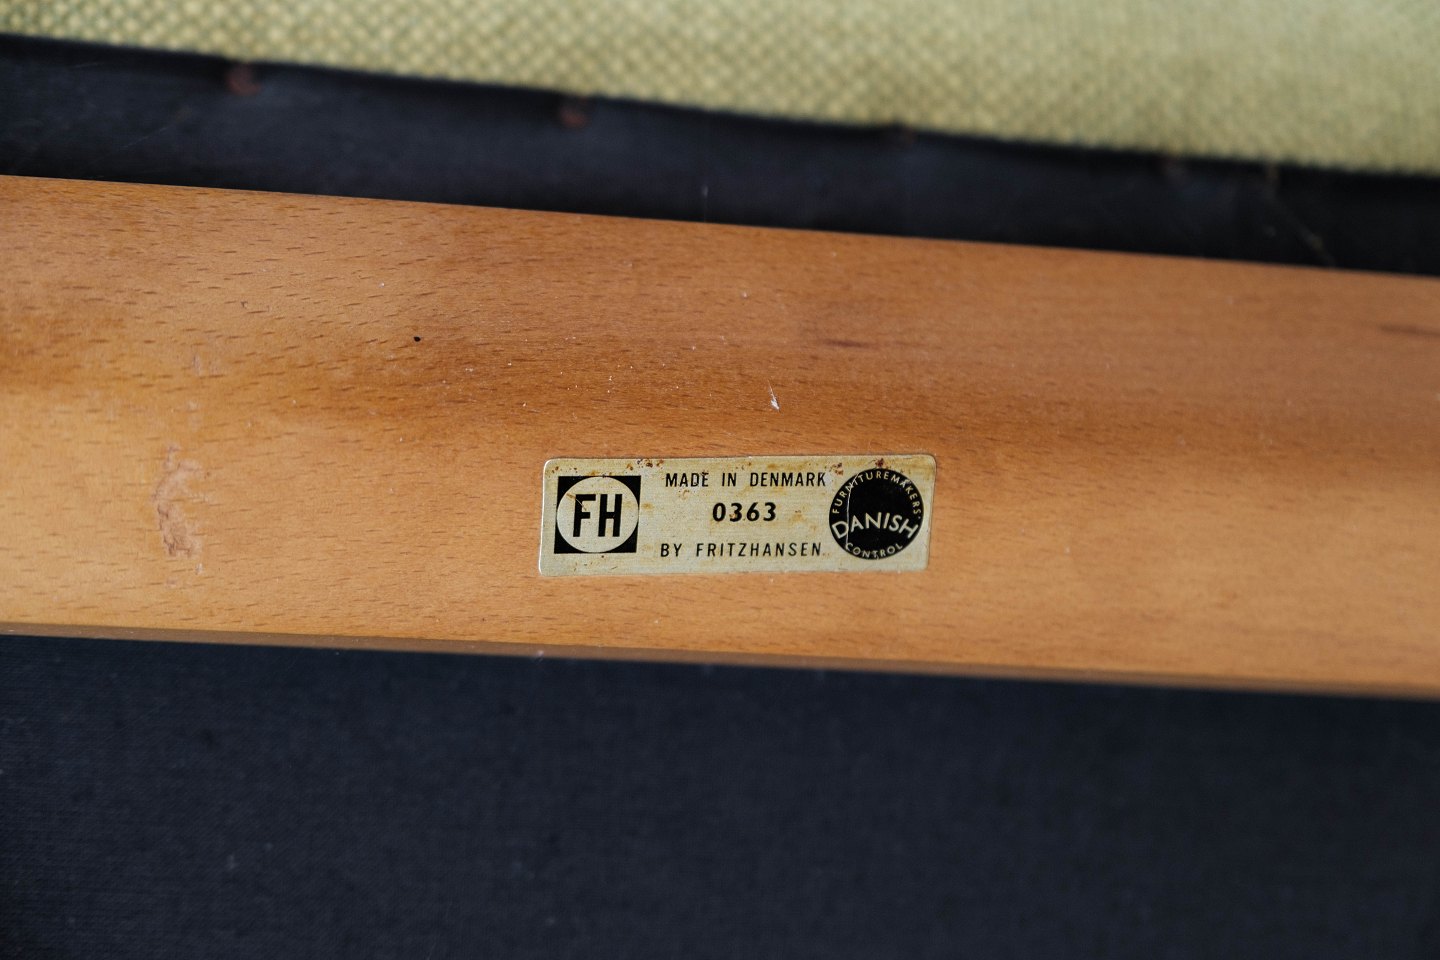 FH
MADE IN DENMARK
0363
BY FRITZHANSEN
FURNITUREMAKERS'
DANISH
CONTROL